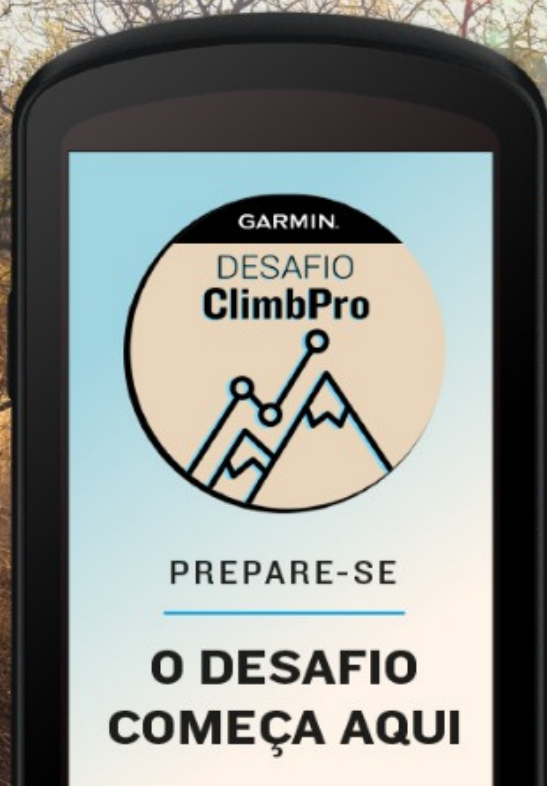 GARMIN.
DESAFIO
ClimbPro
PREPARE-SE
O DESAFIO
COMEÇA AQUI